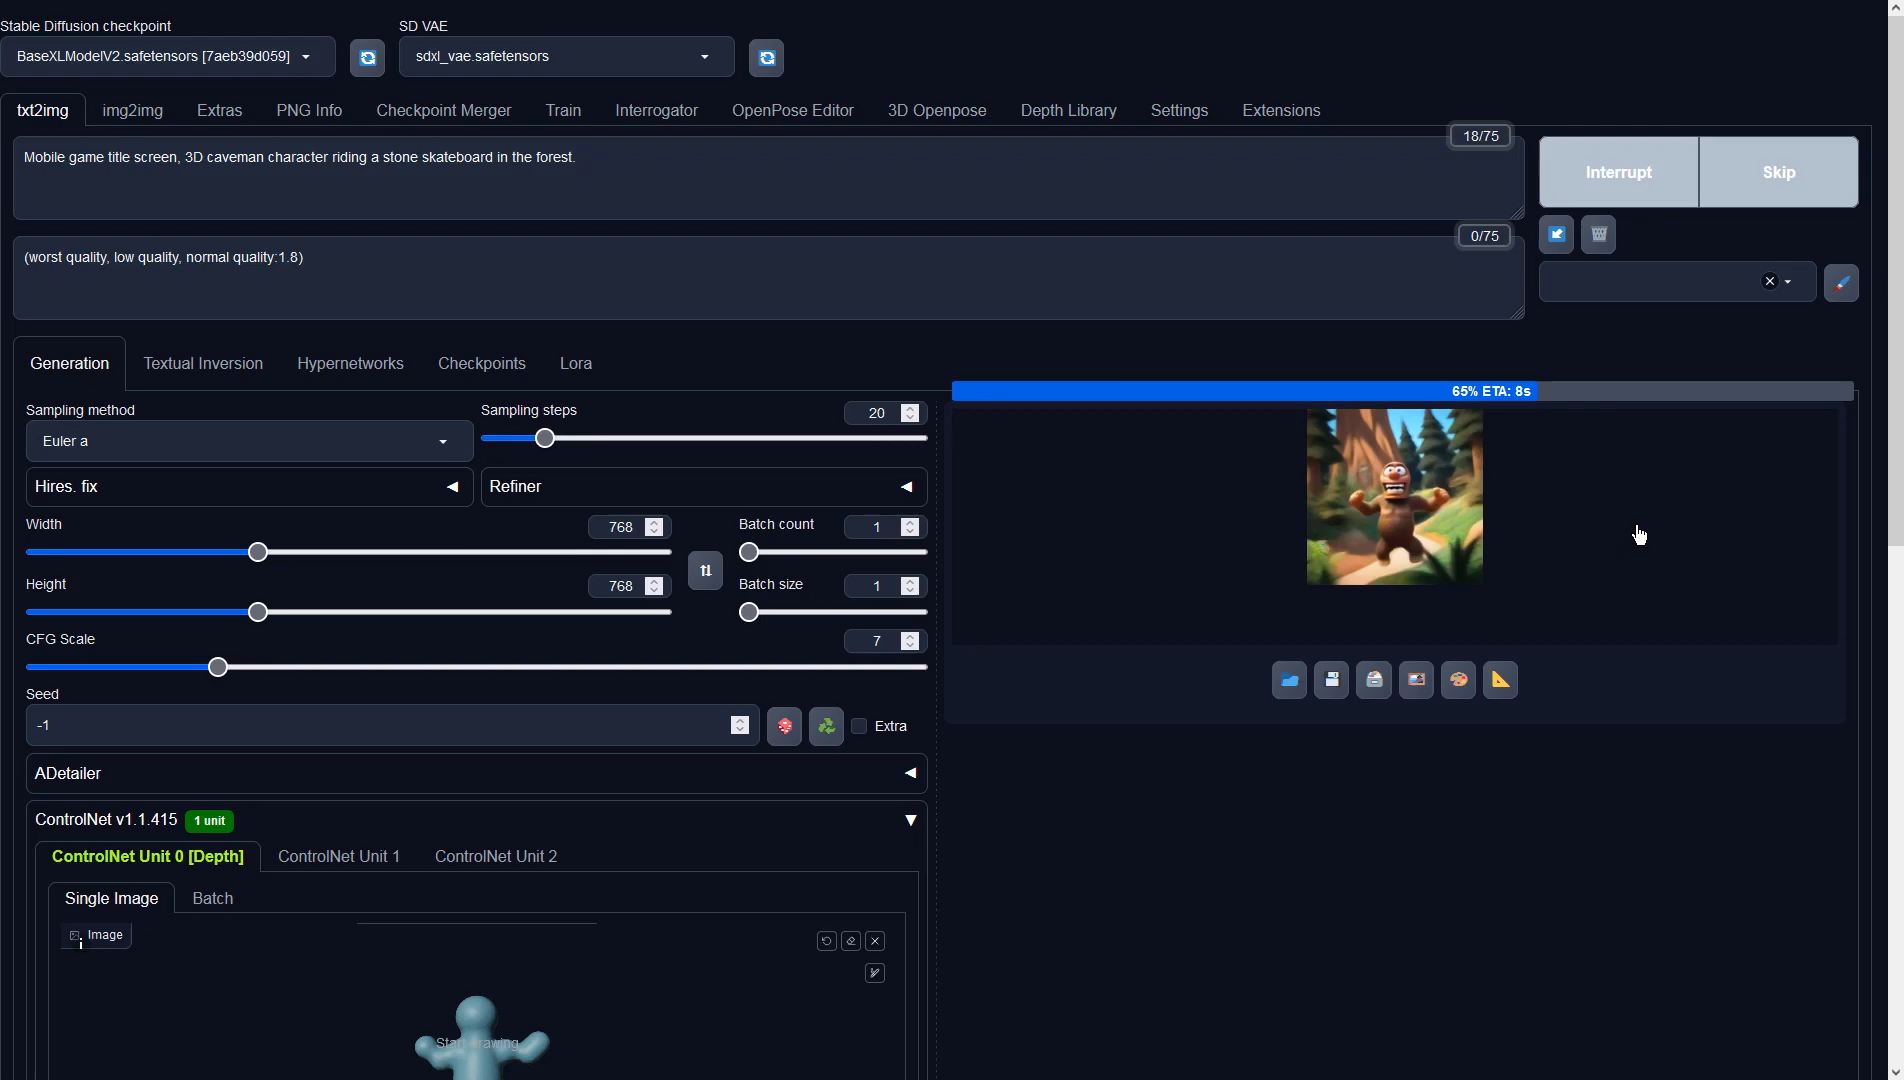 Stable Diffusion checkpoint
SD VAE
BaseXLModelV2.safetensors [7aeb39d059]
sdxl_vae.safetensors
txt2img
img2img
Extras
PNG Info
Checkpoint Merger
Train
Interrogator
OpenPose Editor
3D Openpose
Depth Library
Settings
Extensions
18/75
Mobile game title screen, 3D caveman character riding a stone skateboard in the forest.
Interrupt
Skip
0/75
(worst quality, low quality, normal quality:1.8)
Generation
Textual Inversion
Hypernetworks
Checkpoints
Lora
65% ETA: 8s
Sampling method
Euler a
Sampling steps
20
Hires. fix
Refiner
Width
768
Batch count
1
Height
768
Batch size
1
CFG Scale
7
Seed
-1
Extra
ADetailer
ControlNet v1.1.415
1 unit
ControlNet Unit 0 [Depth]
ControlNet Unit 1
ControlNet Unit 2
Single Image
Batch
Image
Start drawing